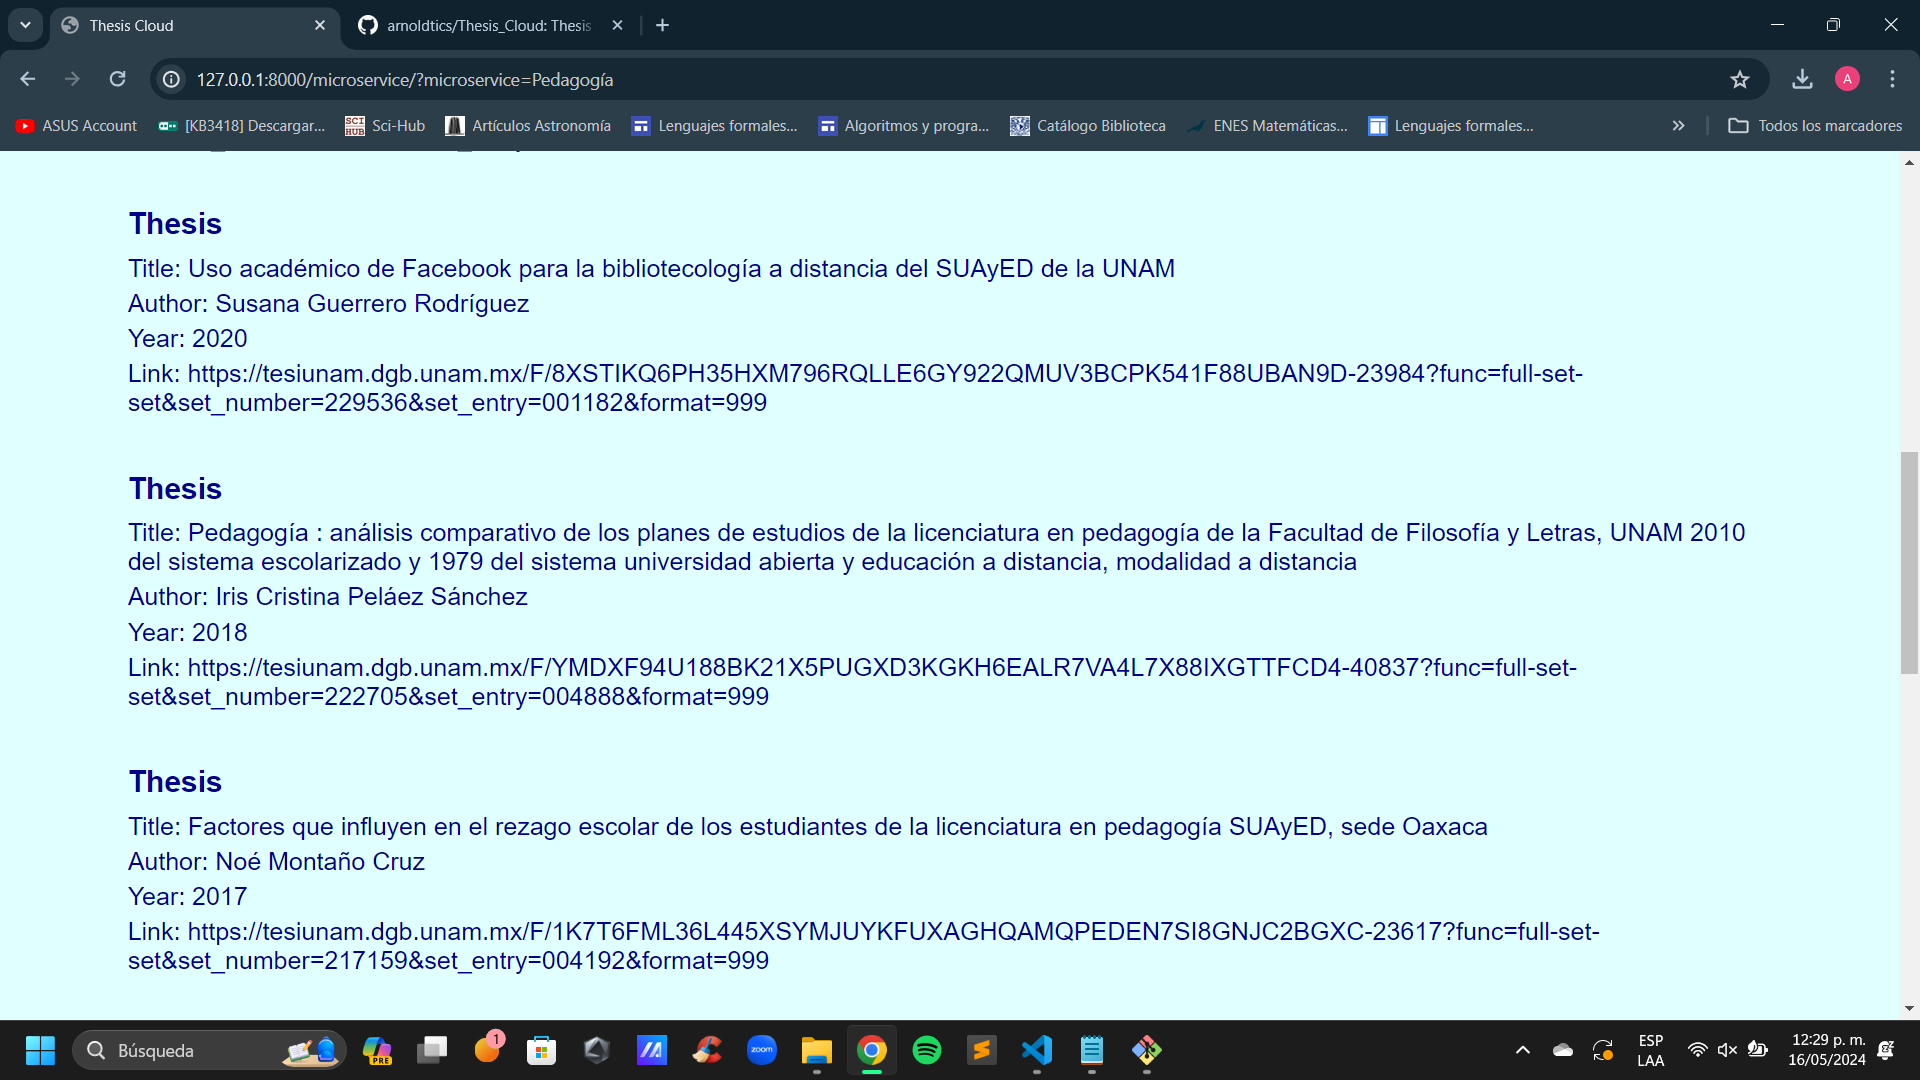 Thesis Cloud
arnoldtics/Thesis_Cloud: Thesis
127.0.0.1:8000/microservice/?microservice=Pedagogía
A
ASUS Account
[KB3418] Descargar...
SCI HUB
Sci-Hub
Artículos Astronomía
Lenguajes formales...
Algoritmos y progra...
Catálogo Biblioteca
ENES Matemáticas...
Lenguajes formales...
Todos los marcadores
Thesis
Title: Uso académico de Facebook para la bibliotecología a distancia del SUAyED de la UNAM
Author: Susana Guerrero Rodríguez
Year: 2020
Link: https://tesiunam.dgb.unam.mx/F/8XSTIKQ6PH35HXM796RQLLE6GY922QMUV3BCPK541F88UBAN9D-23984?func=full-set-
set&set_number=229536&set_entry=001182&format=999
Thesis
Title: Pedagogía : análisis comparativo de los planes de estudios de la licenciatura en pedagogía de la Facultad de Filosofía y Letras, UNAM 2010
del sistema escolarizado y 1979 del sistema universidad abierta y educación a distancia, modalidad a distancia
Author: Iris Cristina Peláez Sánchez
Year: 2018
Link: https://tesiunam.dgb.unam.mx/F/YMDXF94U188BK21X5PUGXD3KGKH6EALR7VA4L7X88IXGTTFCD4-40837?func=full-set-
set&set_number=222705&set_entry=004888&format=999
Thesis
Title: Factores que influyen en el rezago escolar de los estudiantes de la licenciatura en pedagogía SUAyED, sede Oaxaca
Author: Noé Montaño Cruz
Year: 2017
Link: https://tesiunam.dgb.unam.mx/F/1K7T6FML36L445XSYMJUYKFUXAGHQAMQPEDEN7SI8GNJC2BGXC-23617?func=full-set-
set&set_number=217159&set_entry=004192&format=999
Búsqueda
PRE
1
zoom
ESP
LAA
12:29 p. m.
16/05/2024